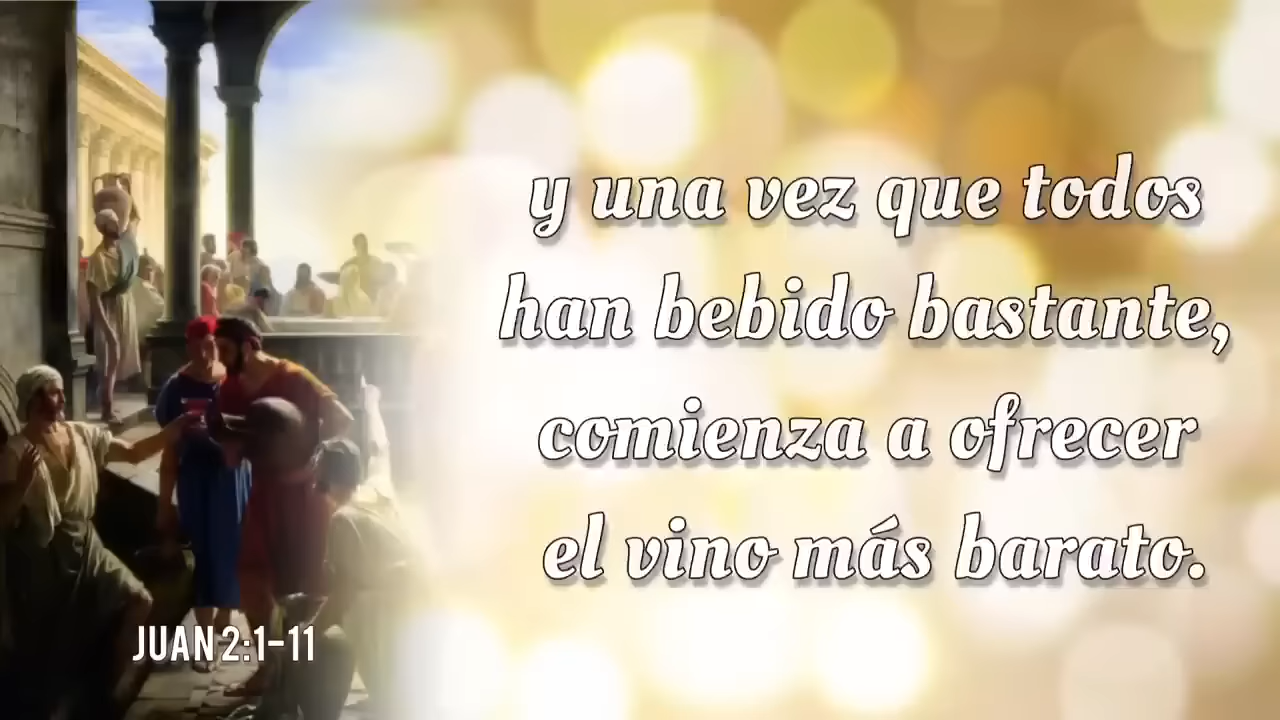 y una vez que todos
han bebido bastante,
comienza a ofrecer
el vino más barato.
JUAN 2:1-11